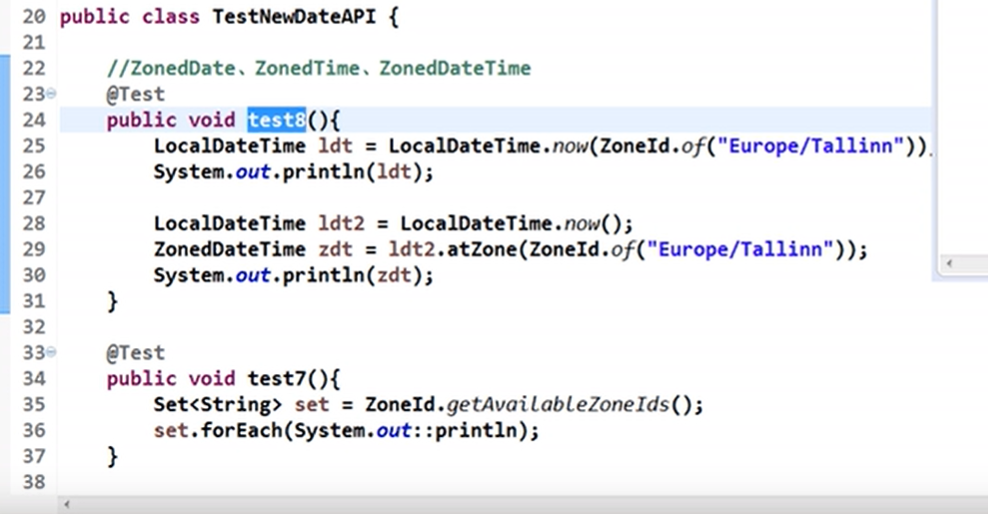 20 public class TestNewDateAPI {
21
22 //ZonedDate、ZonedTime、ZonedDateTime
23 @Test
24 public void test8(){
25 LocalDateTime ldt = LocalDateTime.now(ZoneId.of("Europe/Tallinn"))
26 System.out.println(ldt);
27
28 LocalDateTime ldt2 = LocalDateTime.now();
29 ZonedDateTime zdt = ldt2.atZone(ZoneId.of("Europe/Tallinn"));
30 System.out.println(zdt);
31 }
32
33 @Test
34 public void test7(){
35 Set<String> set = ZoneId.getAvailableZoneIds();
36 set.forEach(System.out::println);
37 }
38